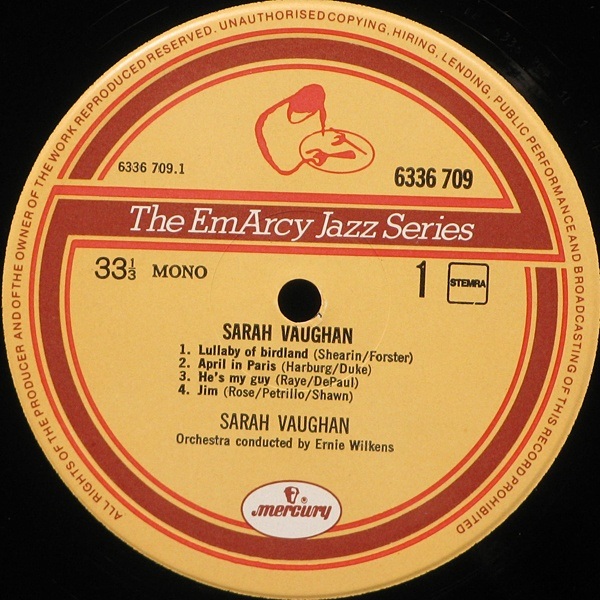 ALL RIGHTS OF THE PRODUCER AND OF THE OWNER OF THE WORK REPRODUCED RESERVED. UNAUTHORISED COPYING, HIRING, LENDING, PUBLIC PERFORMANCE AND BROADCASTING OF THIS RECORD PROHIBITED
6336 709.1
6336 709
The EmArcy Jazz Series
33⅓ MONO
1 STEMRA
SARAH VAUGHAN
1. Lullaby of birdland (Shearin/Forster)
2. April in Paris (Harburg/Duke)
3. He's my guy (Raye/DePaul)
4. Jim (Rose/Petrillo/Shawn)
SARAH VAUGHAN
Orchestra conducted by Ernie Wilkens
mercury ®